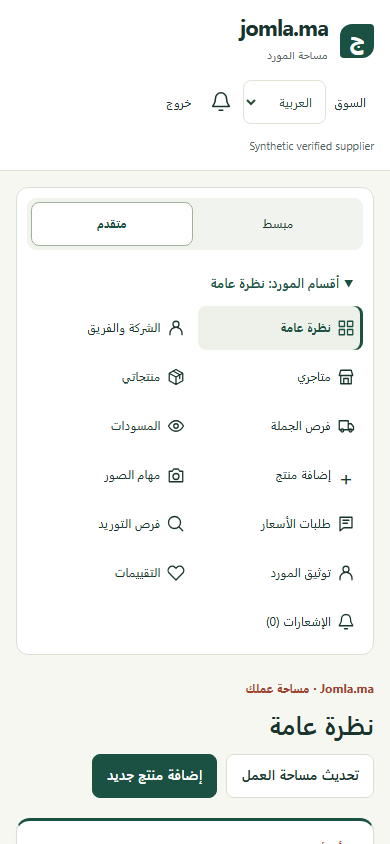 ج
jomla.ma
مساحة المورد
السوق
العربية
خروج
Synthetic verified supplier
مبسط
متقدم
▼ أقسام المورد: نظرة عامة
نظرة عامة
الشركة والفريق
متاجري
منتجاتي
فرص الجملة
المسودات
إضافة منتج
مهام الصور
طلبات الأسعار
فرص التوريد
توثيق المورد
التقييمات
الإشعارات (0)
Jomla.ma · مساحة عملك
نظرة عامة
تحديث مساحة العمل
إضافة منتج جديد